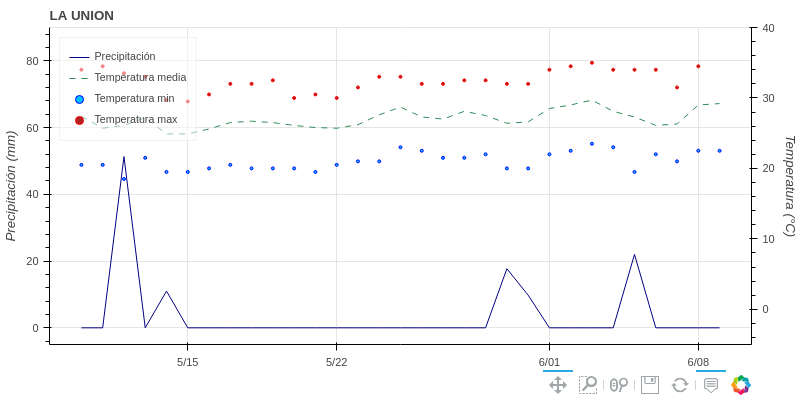 LA UNION
Precipitación
Temperatura media
Temperatura min
Temperatura max
Precipitación (mm)
80
60
40
20
0
Temperatura (°C)
40
30
20
10
0
5/15
5/22
6/01
6/08